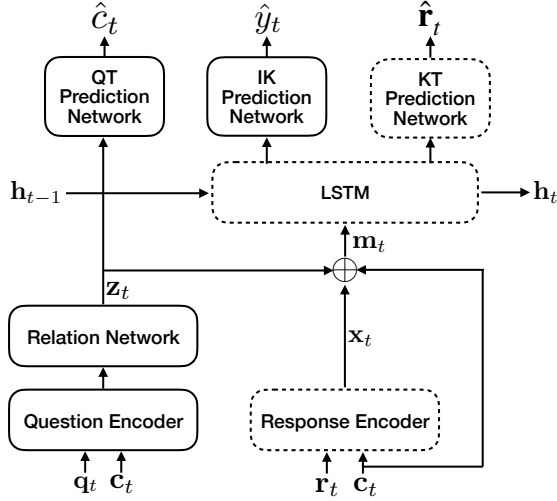 ĉ_t ŷ_t r̂_t
QT
Prediction
Network
IK
Prediction
Network
KT
Prediction
Network
h_{t−1} LSTM h_t
m_t
z_t
Relation Network
x_t
Question Encoder
Response Encoder
q_t c_t r_t c_t